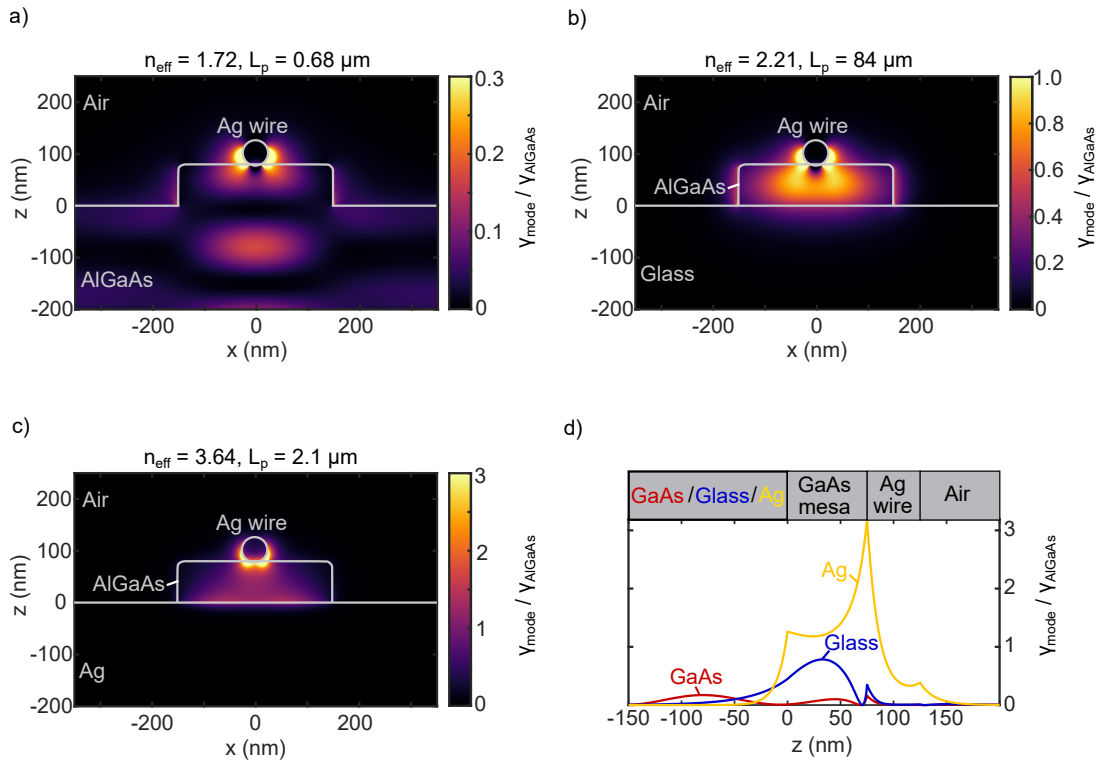 a)
n_eff = 1.72, L_p = 0.68 µm
Air
Ag wire
AlGaAs
z (nm)
200
100
0
-100
-200
-200
0
200
x (nm)
0.3
0.2
0.1
0
γ_mode / γ_AlGaAs
b)
n_eff = 2.21, L_p = 84 µm
Air
Ag wire
AlGaAs
Glass
z (nm)
200
100
0
-100
-200
-200
0
200
x (nm)
1.0
0.8
0.6
0.4
0.2
0
γ_mode / γ_AlGaAs
c)
n_eff = 3.64, L_p = 2.1 µm
Air
Ag wire
AlGaAs
Ag
z (nm)
200
100
0
-100
-200
-200
0
200
x (nm)
3
2
1
0
γ_mode / γ_AlGaAs
d)
GaAs/Glass/Ag
GaAs
mesa
Ag
wire
Air
Ag
Glass
GaAs
3
2
1
0
γ_mode / γ_AlGaAs
-150 -100 -50 0 50 100 150
z (nm)